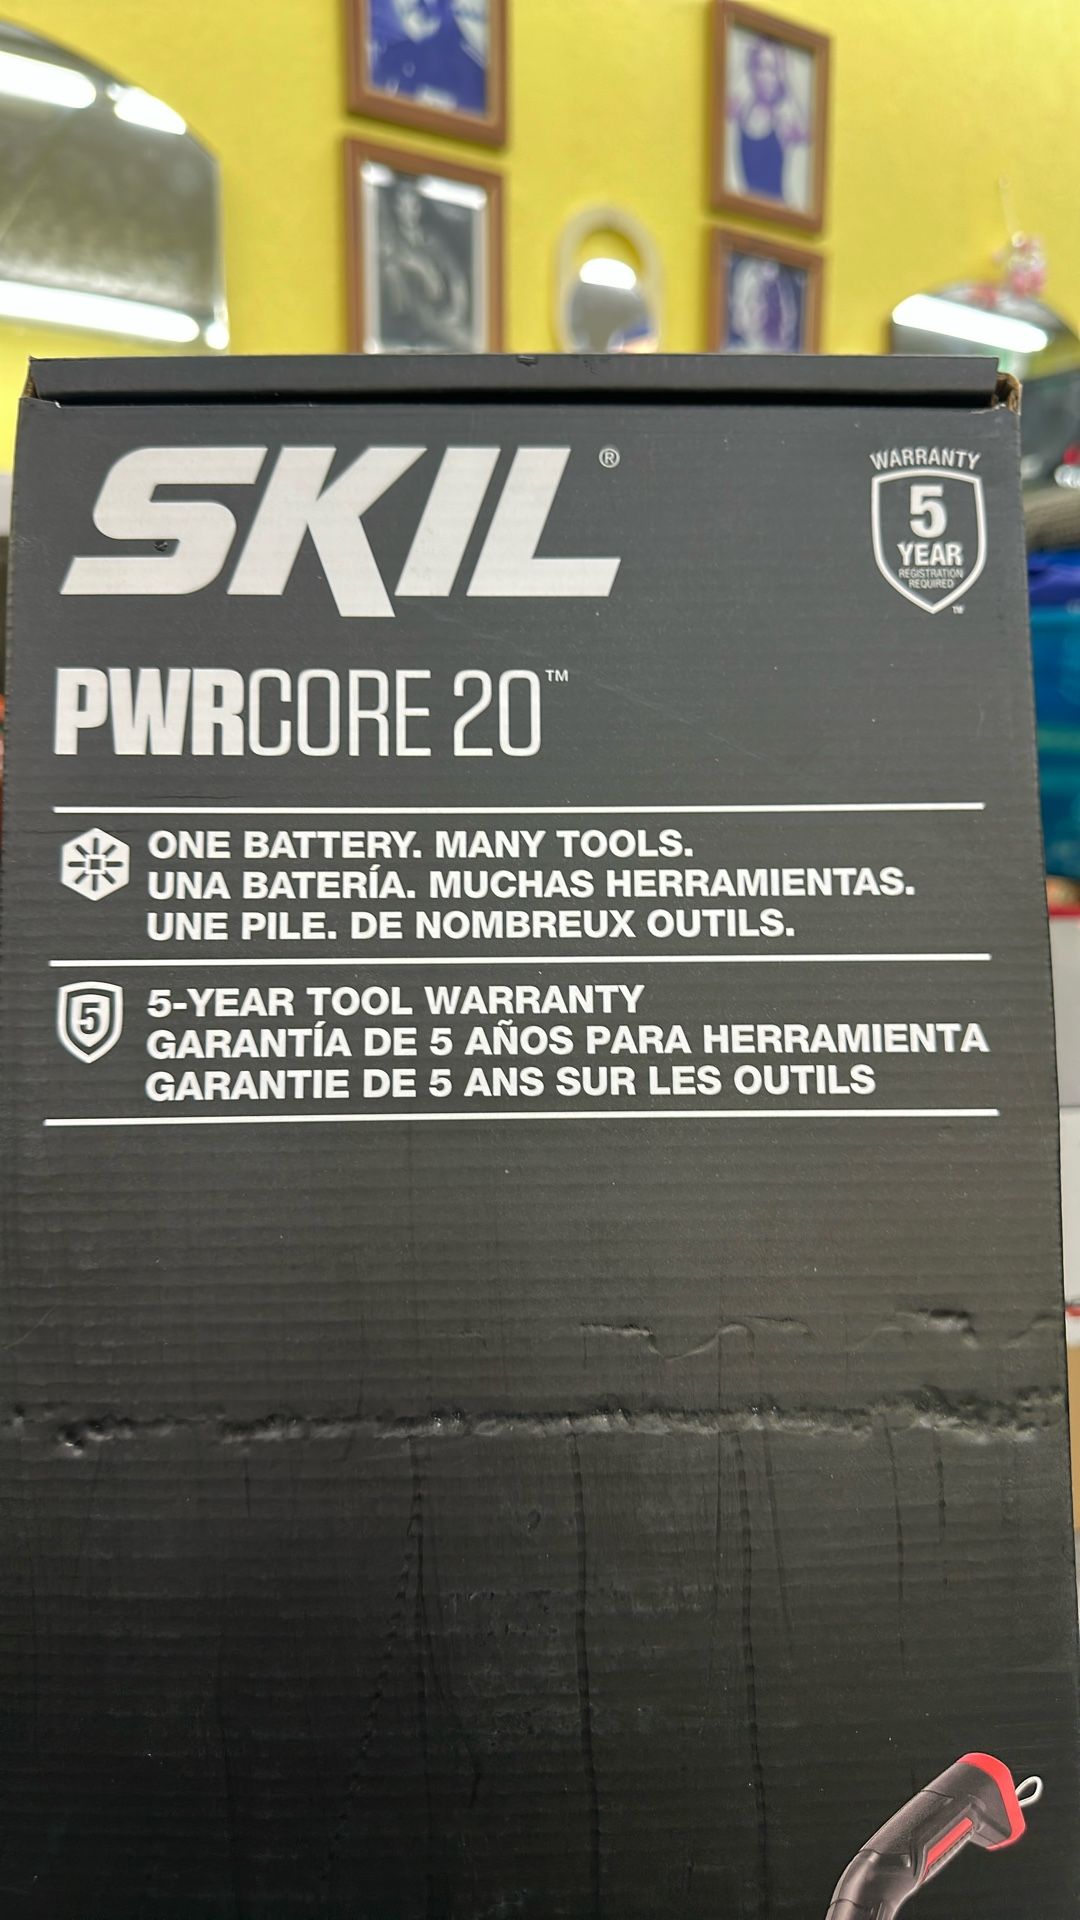 SKIL®
WARRANTY
5
YEAR
REGISTRATION
REQUIRED
™
PWRCORE 20™
ONE BATTERY. MANY TOOLS.
UNA BATERÍA. MUCHAS HERRAMIENTAS.
UNE PILE. DE NOMBREUX OUTILS.
5
5-YEAR TOOL WARRANTY
GARANTÍA DE 5 AÑOS PARA HERRAMIENTA
GARANTIE DE 5 ANS SUR LES OUTILS